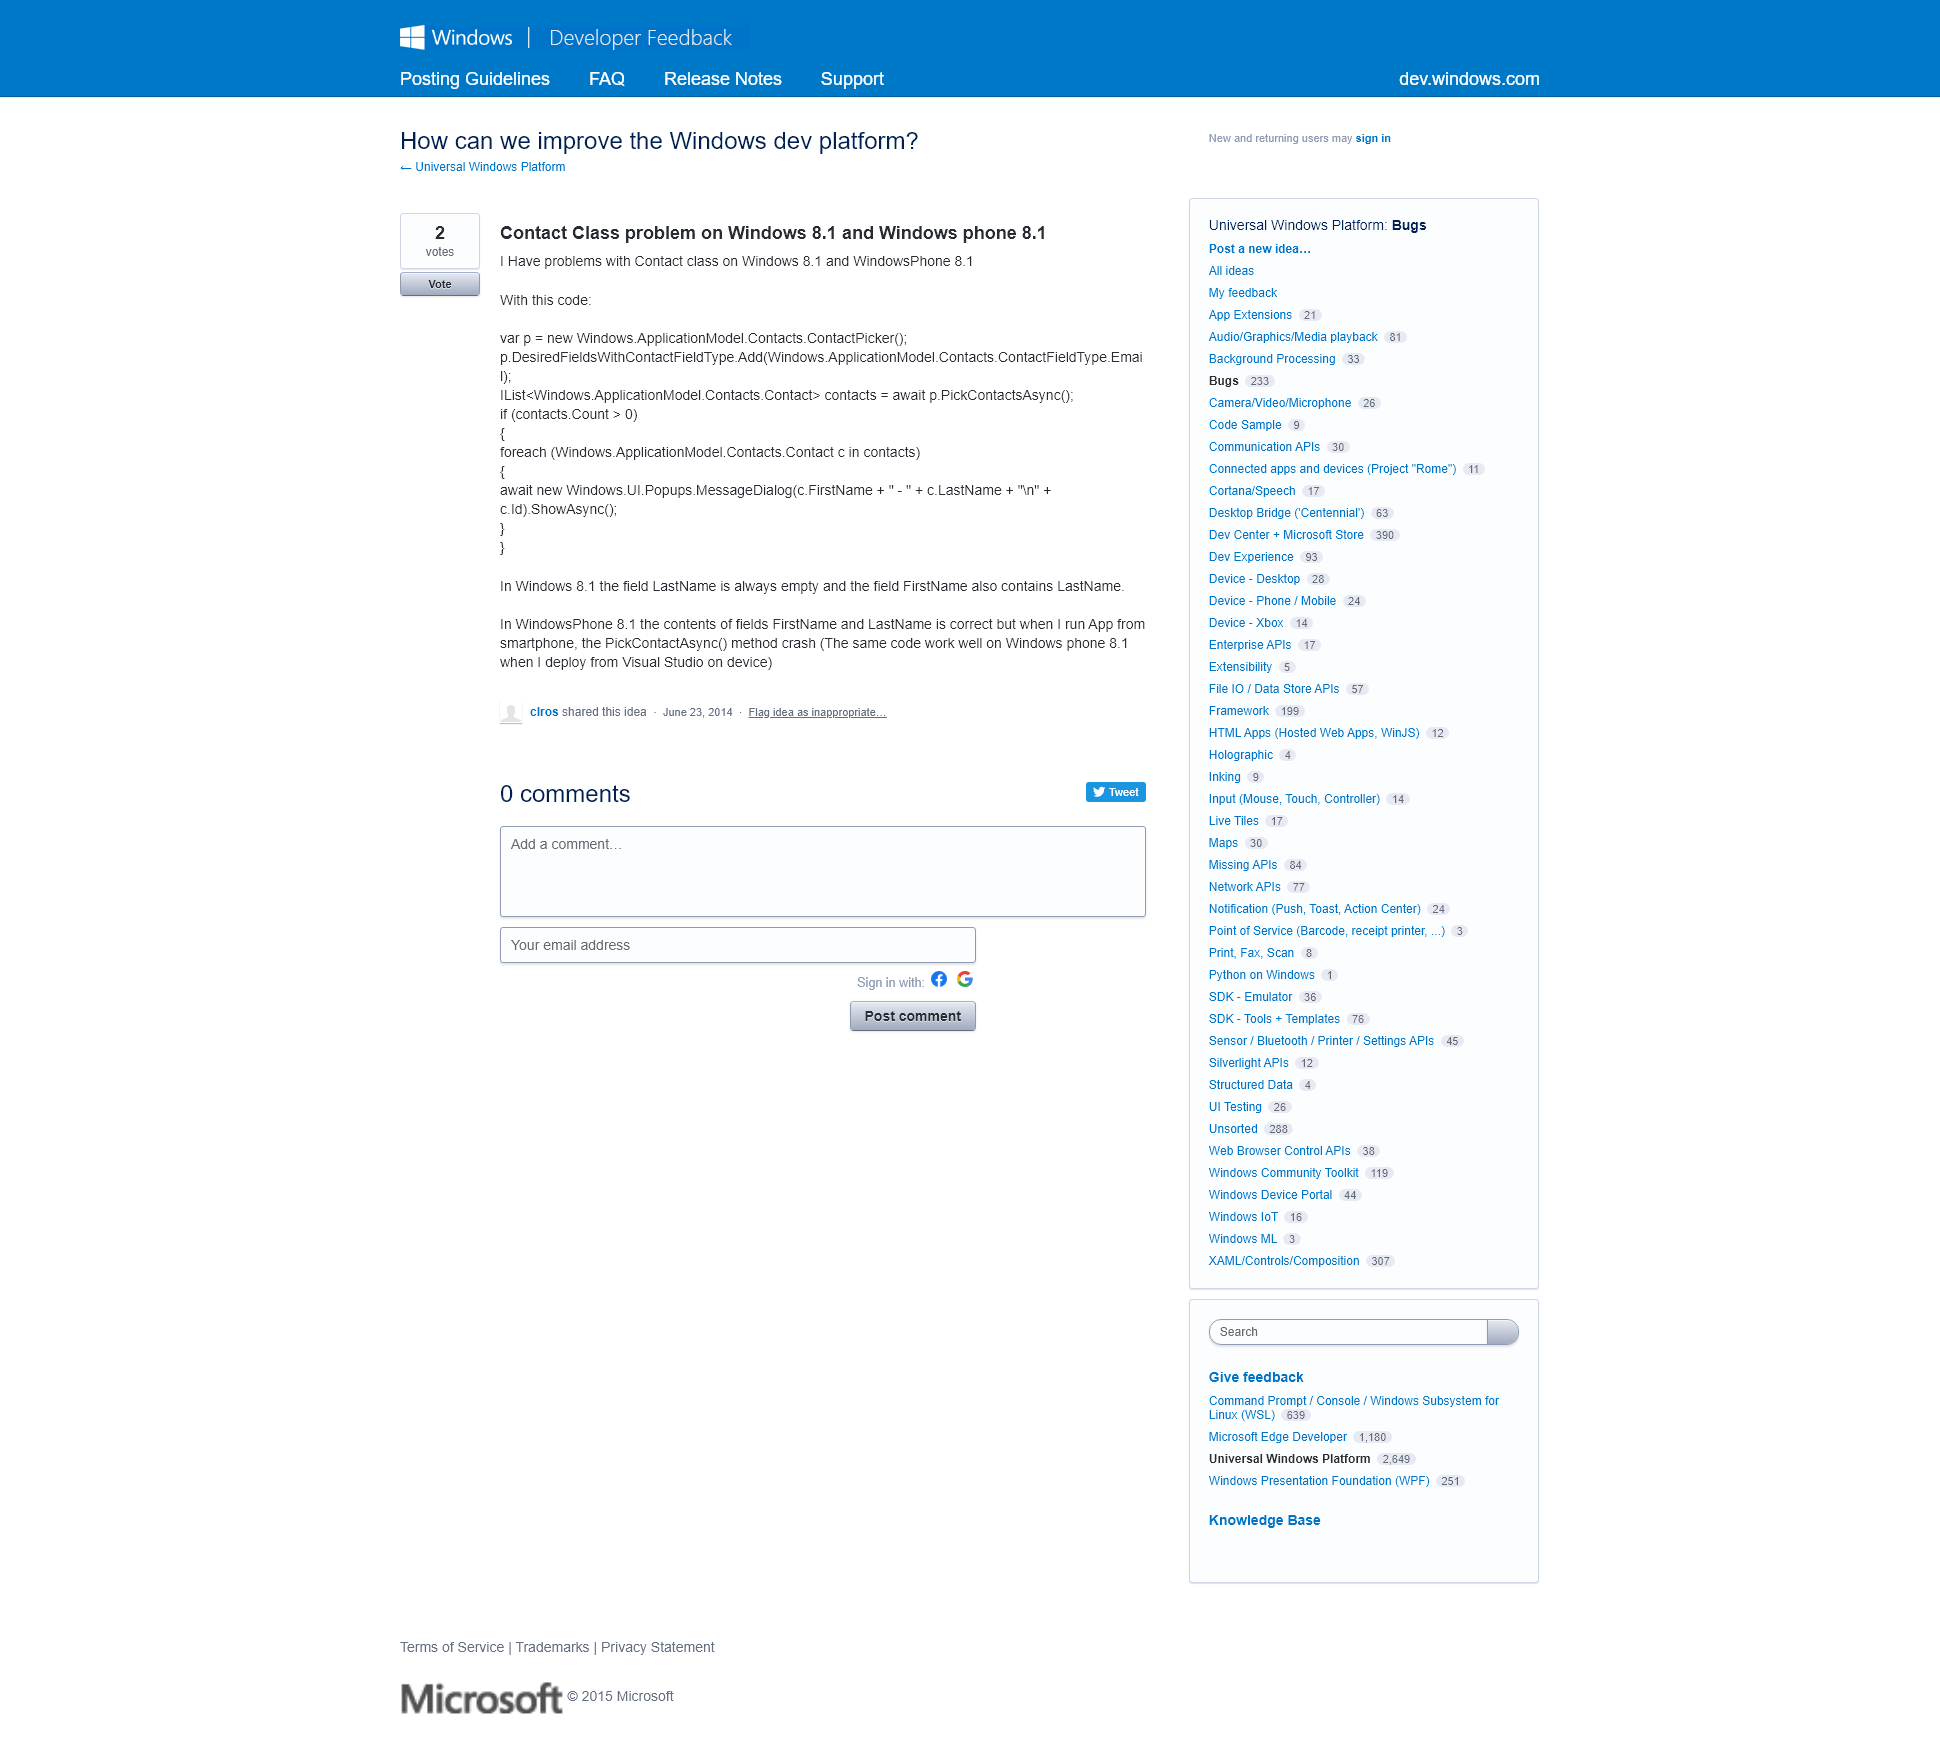 Windows | Developer Feedback
Posting Guidelines FAQ Release Notes Support dev.windows.com
How can we improve the Windows dev platform?
← Universal Windows Platform
New and returning users may sign in
2
votes
Vote
Contact Class problem on Windows 8.1 and Windows phone 8.1
I Have problems with Contact class on Windows 8.1 and WindowsPhone 8.1
With this code:
var p = new Windows.ApplicationModel.Contacts.ContactPicker();
p.DesiredFieldsWithContactFieldType.Add(Windows.ApplicationModel.Contacts.ContactFieldType.Emai
l);
IList<Windows.ApplicationModel.Contacts.Contact> contacts = await p.PickContactsAsync();
if (contacts.Count > 0)
{
foreach (Windows.ApplicationModel.Contacts.Contact c in contacts)
{
await new Windows.UI.Popups.MessageDialog(c.FirstName + " - " + c.LastName + "\n" +
c.Id).ShowAsync();
}
}
In Windows 8.1 the field LastName is always empty and the field FirstName also contains LastName.
In WindowsPhone 8.1 the contents of fields FirstName and LastName is correct but when I run App from
smartphone, the PickContactAsync() method crash (The same code work well on Windows phone 8.1
when I deploy from Visual Studio on device)
ciros shared this idea · June 23, 2014 · Flag idea as inappropriate…
0 comments
Tweet
Add a comment…
Your email address
Sign in with:
Post comment
Universal Windows Platform: Bugs
Post a new idea…
All ideas
My feedback
App Extensions 21
Audio/Graphics/Media playback 81
Background Processing 33
Bugs 233
Camera/Video/Microphone 26
Code Sample 9
Communication APIs 30
Connected apps and devices (Project "Rome") 11
Cortana/Speech 17
Desktop Bridge ('Centennial') 63
Dev Center + Microsoft Store 390
Dev Experience 93
Device - Desktop 28
Device - Phone / Mobile 24
Device - Xbox 14
Enterprise APIs 17
Extensibility 5
File IO / Data Store APIs 57
Framework 199
HTML Apps (Hosted Web Apps, WinJS) 12
Holographic 4
Inking 9
Input (Mouse, Touch, Controller) 14
Live Tiles 17
Maps 30
Missing APIs 84
Network APIs 77
Notification (Push, Toast, Action Center) 24
Point of Service (Barcode, receipt printer, ...) 3
Print, Fax, Scan 8
Python on Windows 1
SDK - Emulator 36
SDK - Tools + Templates 76
Sensor / Bluetooth / Printer / Settings APIs 45
Silverlight APIs 12
Structured Data 4
UI Testing 26
Unsorted 288
Web Browser Control APIs 38
Windows Community Toolkit 119
Windows Device Portal 44
Windows IoT 16
Windows ML 3
XAML/Controls/Composition 307
Search
Give feedback
Command Prompt / Console / Windows Subsystem for
Linux (WSL) 639
Microsoft Edge Developer 1,180
Universal Windows Platform 2,649
Windows Presentation Foundation (WPF) 251
Knowledge Base
Terms of Service | Trademarks | Privacy Statement
Microsoft © 2015 Microsoft